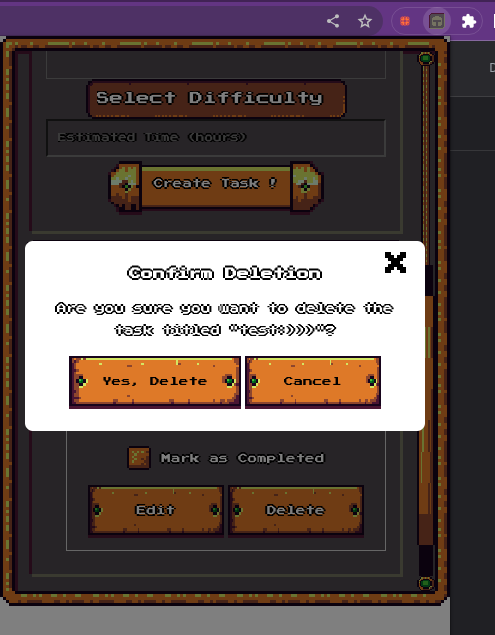 Select Difficulty
Estimated Time (hours)
Create Task !
Confirm Deletion
Are you sure you want to delete the
task titled "test:)))"?
Yes, Delete
Cancel
Mark as Completed
Edit
Delete